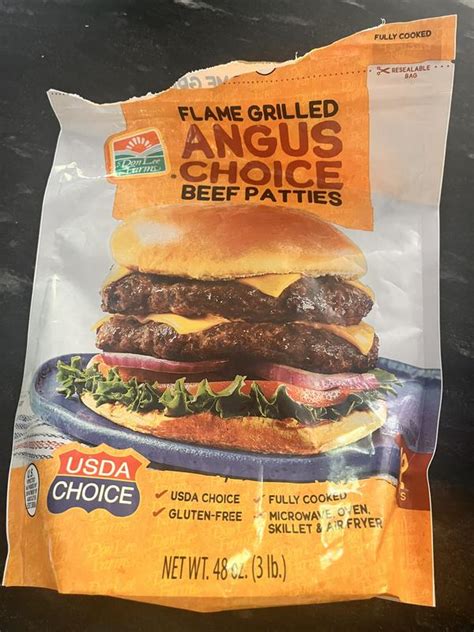 FULLY COOKED
RESEALABLE
BAG
FLAME GRILLED
ANGUS
CHOICE
BEEF PATTIES
Don Lee
Farms
USDA
CHOICE
✓ USDA CHOICE
✓ GLUTEN-FREE
✓ FULLY COOKED
MICROWAVE, OVEN,
SKILLET & AIR FRYER
NET WT. 48 OZ. (3 lb.)